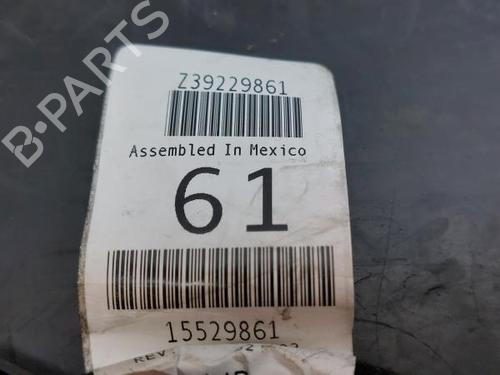 B-PARTS
Z39229861
Assembled In Mexico
61
15529861
REV